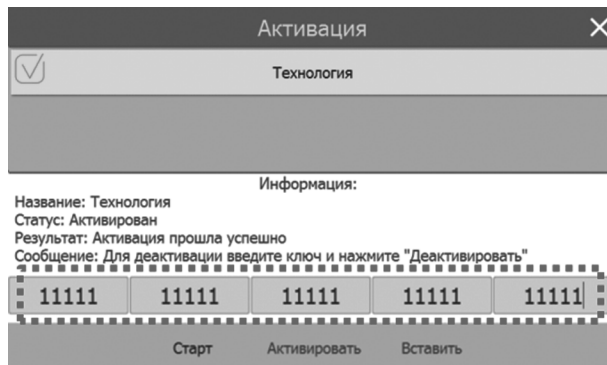 Активация
Технология
Информация:
Название: Технология
Статус: Активирован
Результат: Активация прошла успешно
Сообщение: Для деактивации введите ключ и нажмите "Деактивировать"
11111 11111 11111 11111 11111
Старт Активировать Вставить